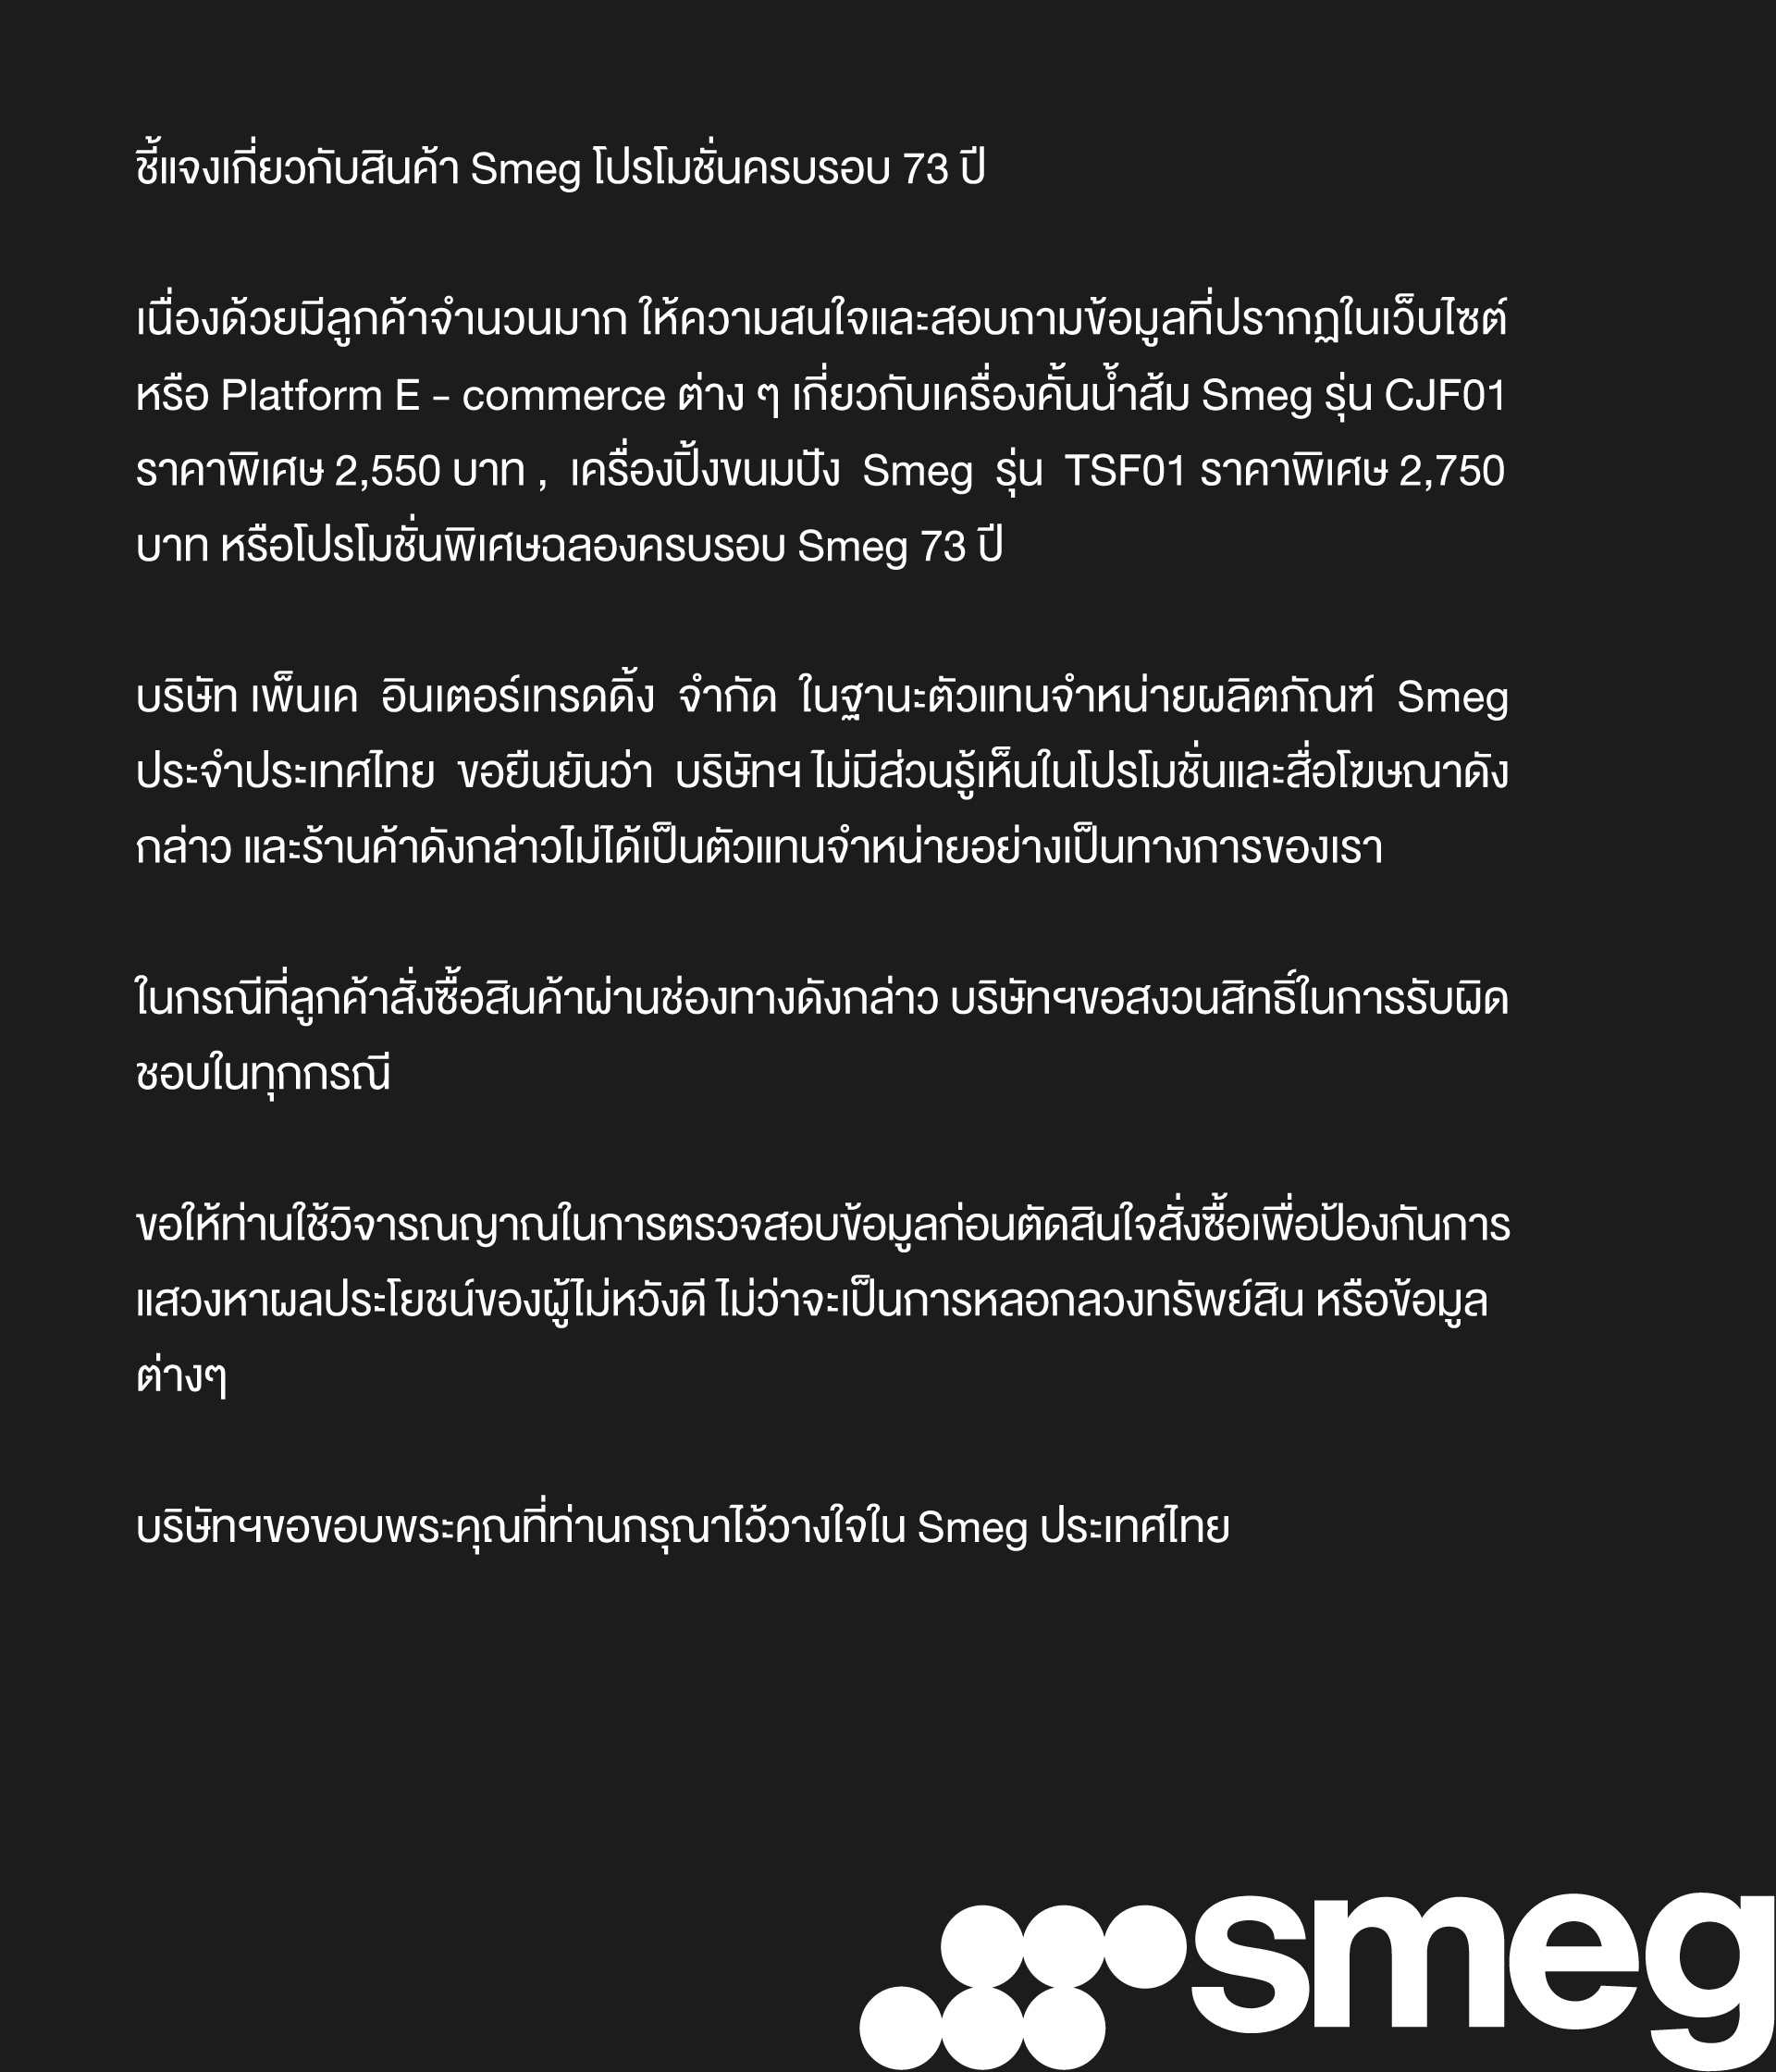 ชี้แจงเกี่ยวกับสินค้า Smeg โปรโมชั่นครบรอบ 73 ปี
เนื่องด้วยมีลูกค้าจำนวนมาก ให้ความสนใจและสอบถามข้อมูลที่ปรากฏในเว็บไซต์
หรือ Platform E - commerce ต่าง ๆ เกี่ยวกับเครื่องคั้นน้ำส้ม Smeg รุ่น CJF01
ราคาพิเศษ 2,550 บาท , เครื่องปิ้งขนมปัง Smeg รุ่น TSF01 ราคาพิเศษ 2,750
บาท หรือโปรโมชั่นพิเศษฉลองครบรอบ Smeg 73 ปี
บริษัท เพ็นเค อินเตอร์เทรดดิ้ง จำกัด ในฐานะตัวแทนจำหน่ายผลิตภัณฑ์ Smeg
ประจำประเทศไทย ขอยืนยันว่า บริษัทฯ ไม่มีส่วนรู้เห็นในโปรโมชั่นและสื่อโฆษณาดัง
กล่าว และร้านค้าดังกล่าวไม่ได้เป็นตัวแทนจำหน่ายอย่างเป็นทางการของเรา
ในกรณีที่ลูกค้าสั่งซื้อสินค้าผ่านช่องทางดังกล่าว บริษัทฯขอสงวนสิทธิ์ในการรับผิด
ชอบในทุกกรณี
ขอให้ท่านใช้วิจารณญาณในการตรวจสอบข้อมูลก่อนตัดสินใจสั่งซื้อเพื่อป้องกันการ
แสวงหาผลประโยชน์ของผู้ไม่หวังดี ไม่ว่าจะเป็นการหลอกลวงทรัพย์สิน หรือข้อมูล
ต่างๆ
บริษัทฯขอขอบพระคุณที่ท่านกรุณาไว้วางใจใน Smeg ประเทศไทย
smeg